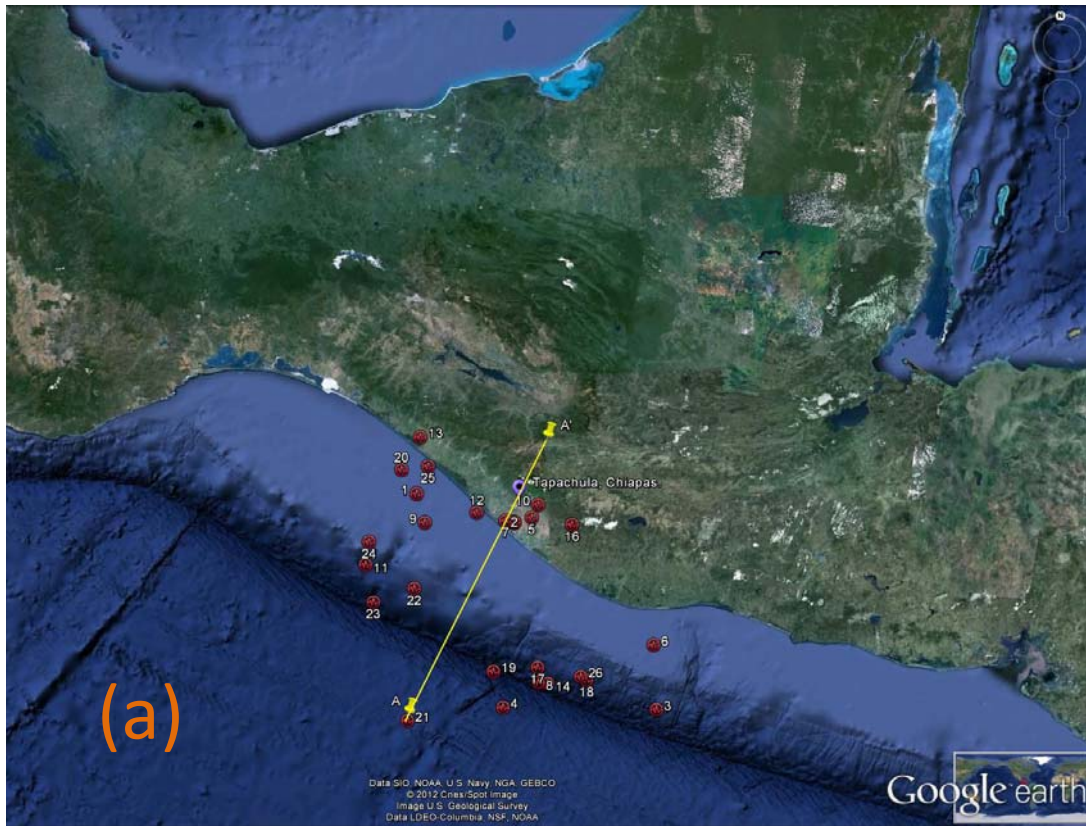 N
13
A'
20
25
Tapachula, Chiapas
1
10
12
2
9
5
7
16
24
11
22
23
6
19
17
26
8
14
18
A
4
3
21
(a)
Data SIO, NOAA, U.S. Navy, NGA, GEBCO
© 2012 Cnes/Spot Image
Image U.S. Geological Survey
Data LDEO-Columbia, NSF, NOAA
Google earth